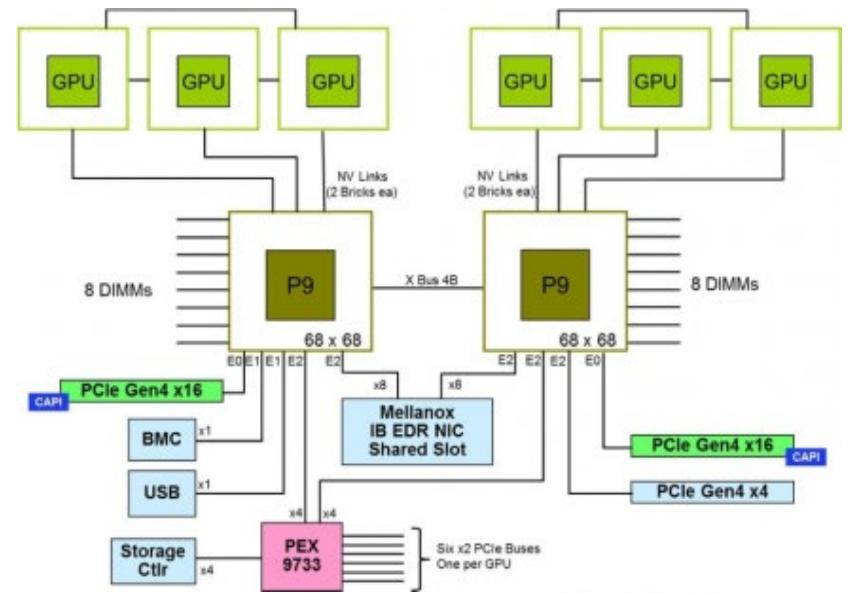 GPU
GPU
GPU
GPU
GPU
GPU
NV Links
(2 Bricks ea)
NV Links
(2 Bricks ea)
8 DIMMs
P9
X Bus 4B
P9
8 DIMMs
68 x 68
68 x 68
E0 E1 E1 E2 E2
E2 E2 E2 E0
PCIe Gen4 x16
CAPI
x8
x8
Mellanox
IB EDR NIC
Shared Slot
BMC
x1
PCIe Gen4 x16
CAPI
USB
x1
PCIe Gen4 x4
x4
x4
Storage
Ctlr
x4
PEX
9733
Six x2 PCIe Buses
One per GPU